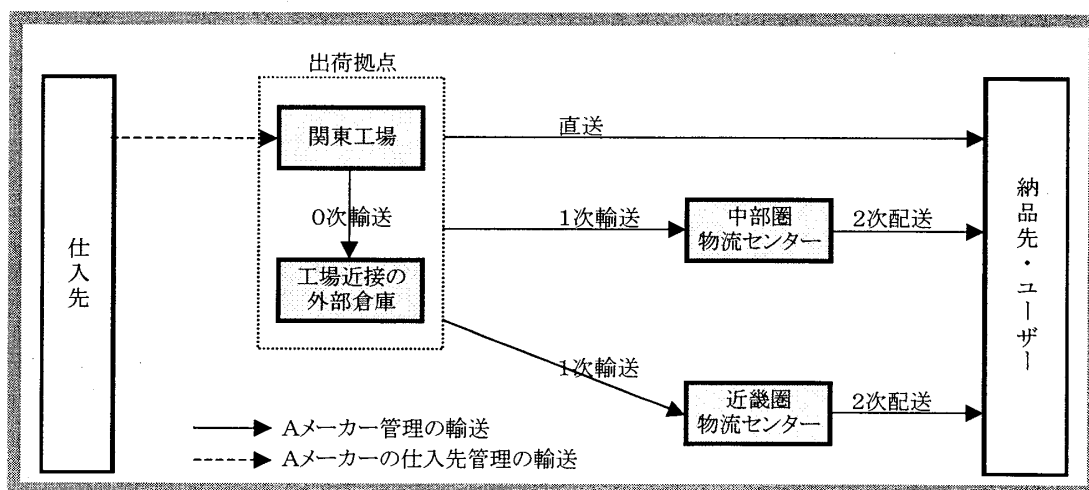 出荷拠点
仕入先
関東工場
0次輸送
工場近接の
外部倉庫
直送
1次輸送
中部圏
物流センター
2次配送
1次輸送
近畿圏
物流センター
2次配送
納品先・ユーザー
Aメーカー管理の輸送
Aメーカーの仕入先管理の輸送